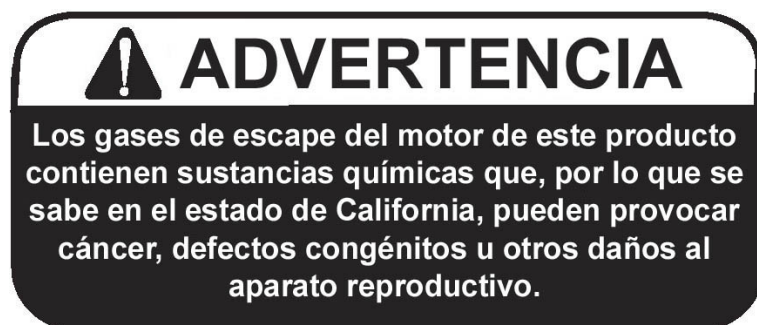 ADVERTENCIA
Los gases de escape del motor de este producto
contienen sustancias químicas que, por lo que se
sabe en el estado de California, pueden provocar
cáncer, defectos congénitos u otros daños al
aparato reproductivo.